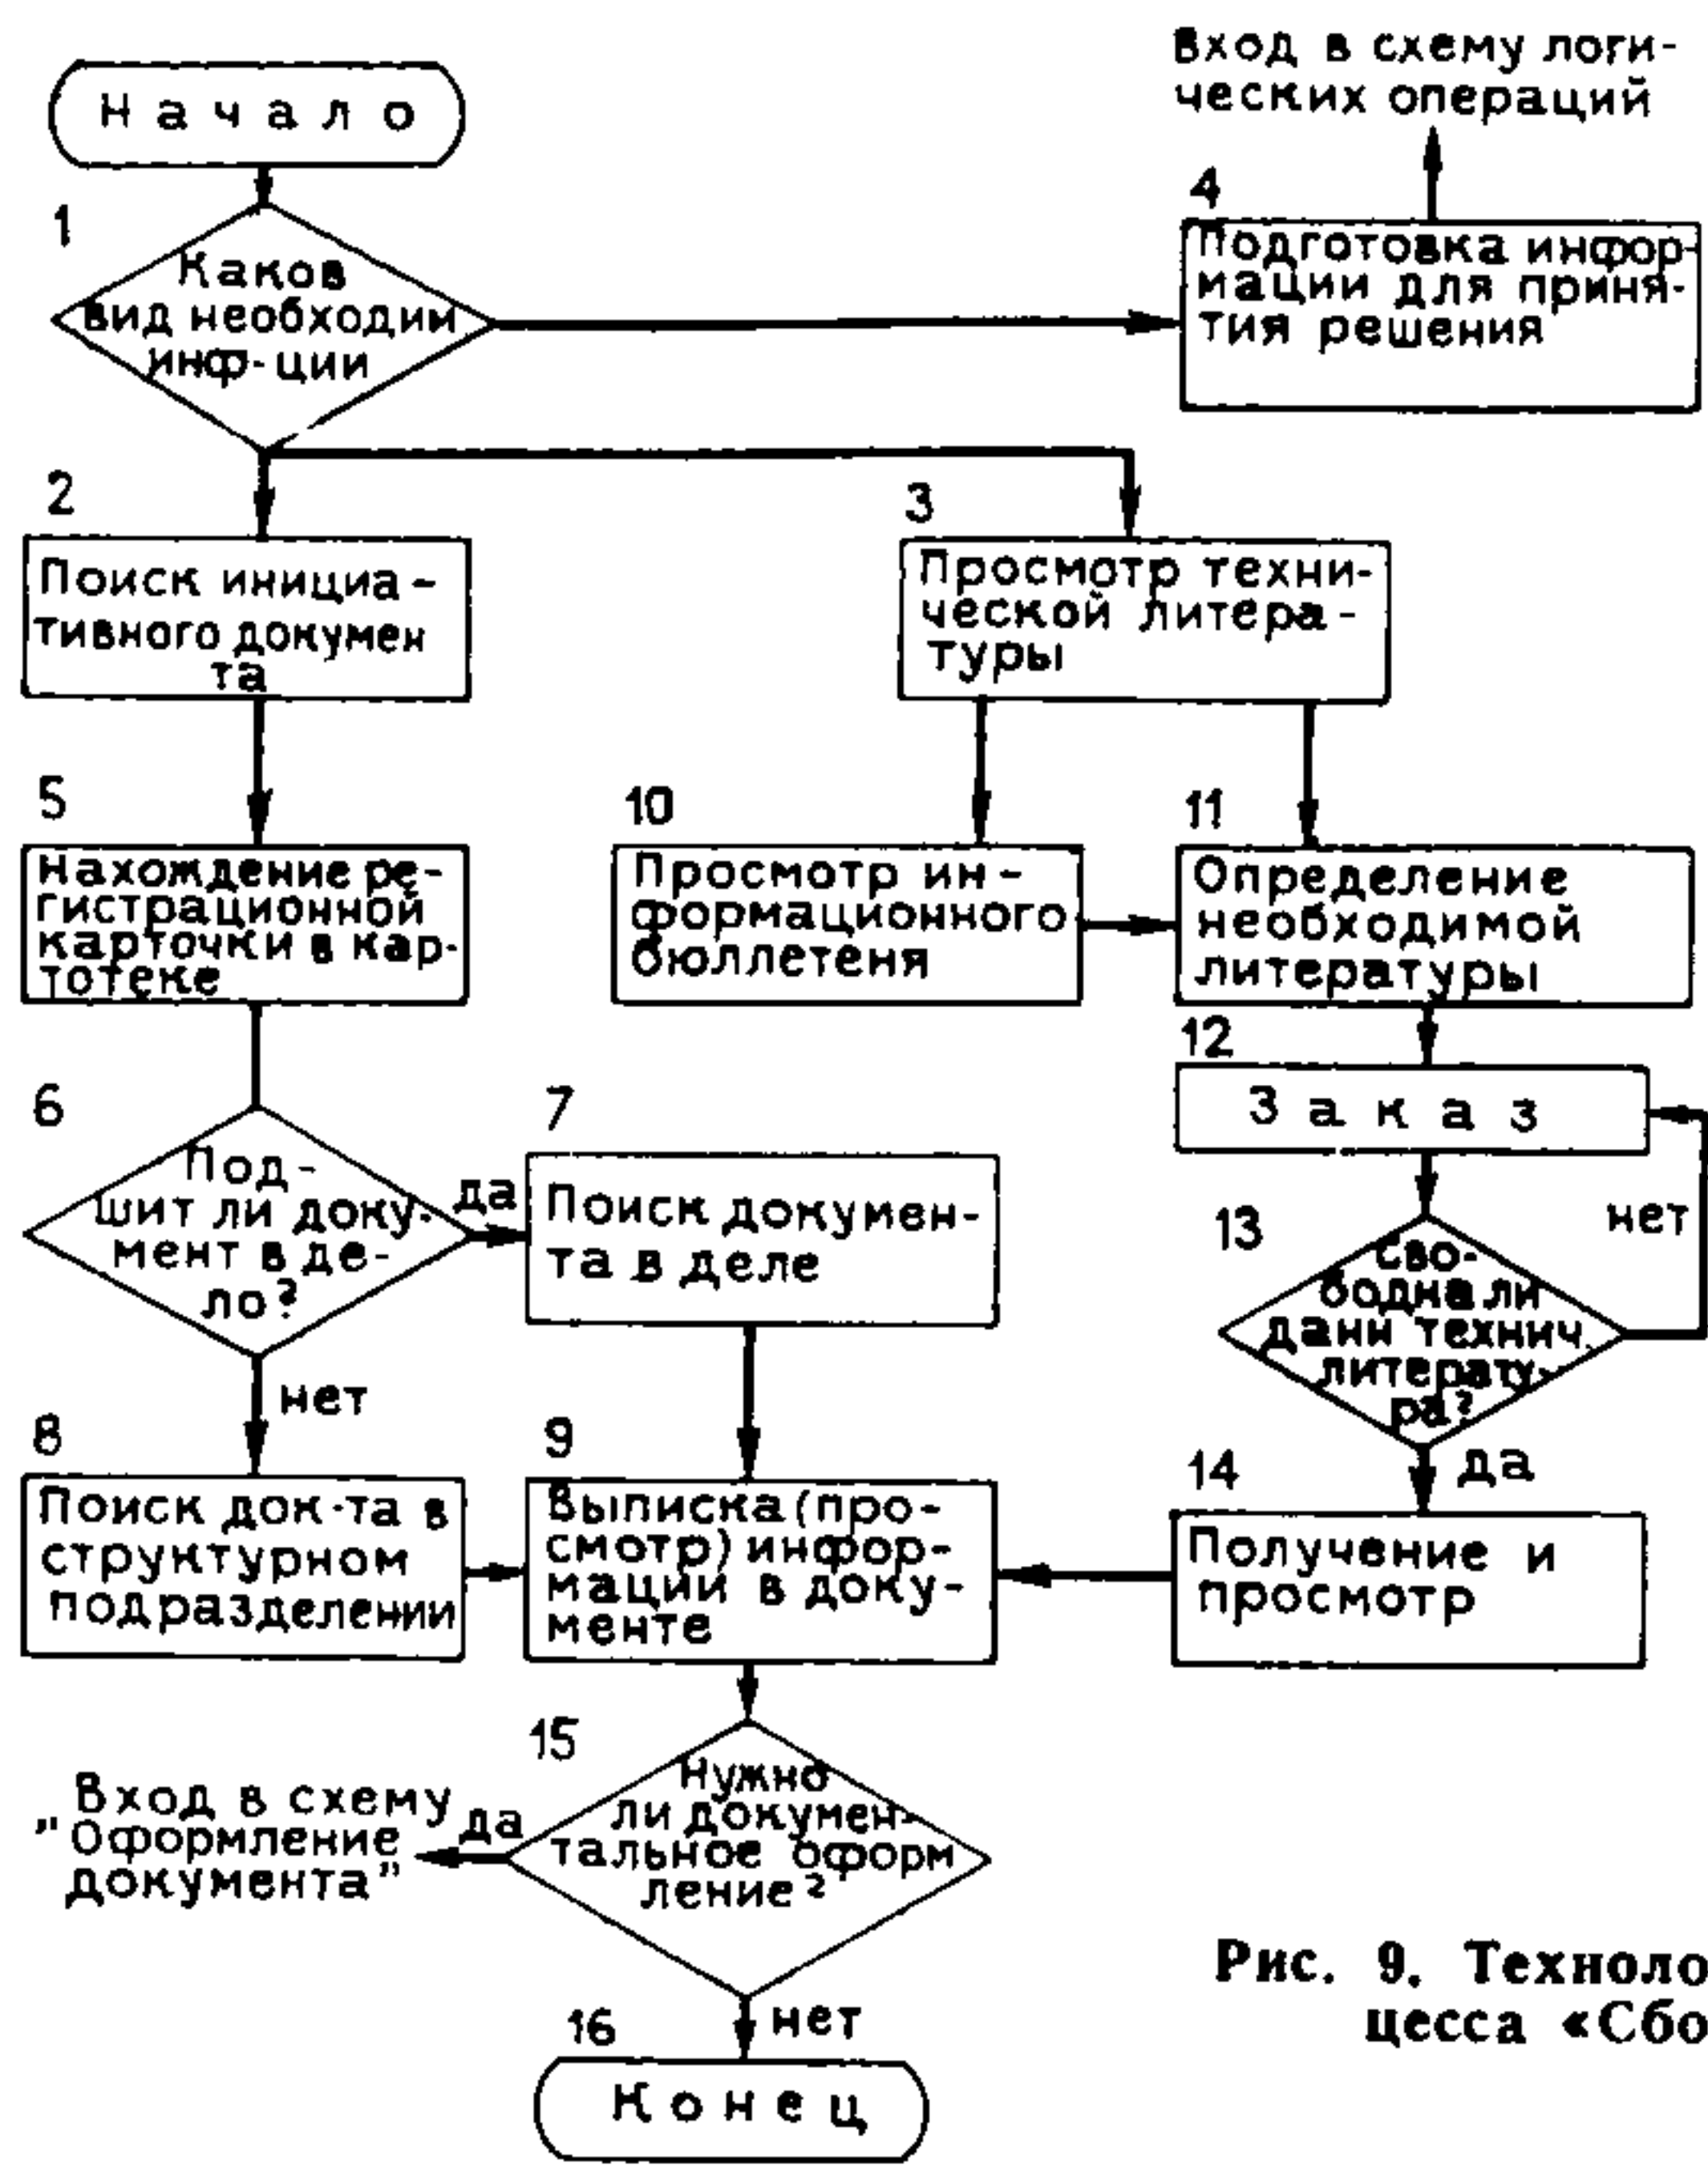 Начало
Вход в схему логи-
ческих операций
1
Каков
вид необходим
инф-ции
4
Подготовка инфор-
мации для приня-
тия решения
2
Поиск инициа-
тивного докумен
та
3
Просмотр техни-
ческой литера-
туры
5
Нахождение ре-
гистрационной
карточки в кар-
тотеке
10
Просмотр ин-
формационного
бюллетеня
11
Определение
необходимой
литературы
12
Заказ
6
Под-
шит ли доку-
мент в де-
ло?
да
нет
7
Поиск докумен-
та в деле
13
Сво-
бодна ли
данн технич.
литерату-
ра?
нет
да
8
Поиск док-та в
структурном
подразделении
9
Выписка (про-
смотр) инфор-
мации в доку-
менте
14
Получение и
просмотр
15
Нужно
ли докумен-
тальное оформ
ление?
да
Вход в схему
"Оформление
документа"
нет
16
Конец
Рис. 9. Техноло
цесса «Сбо